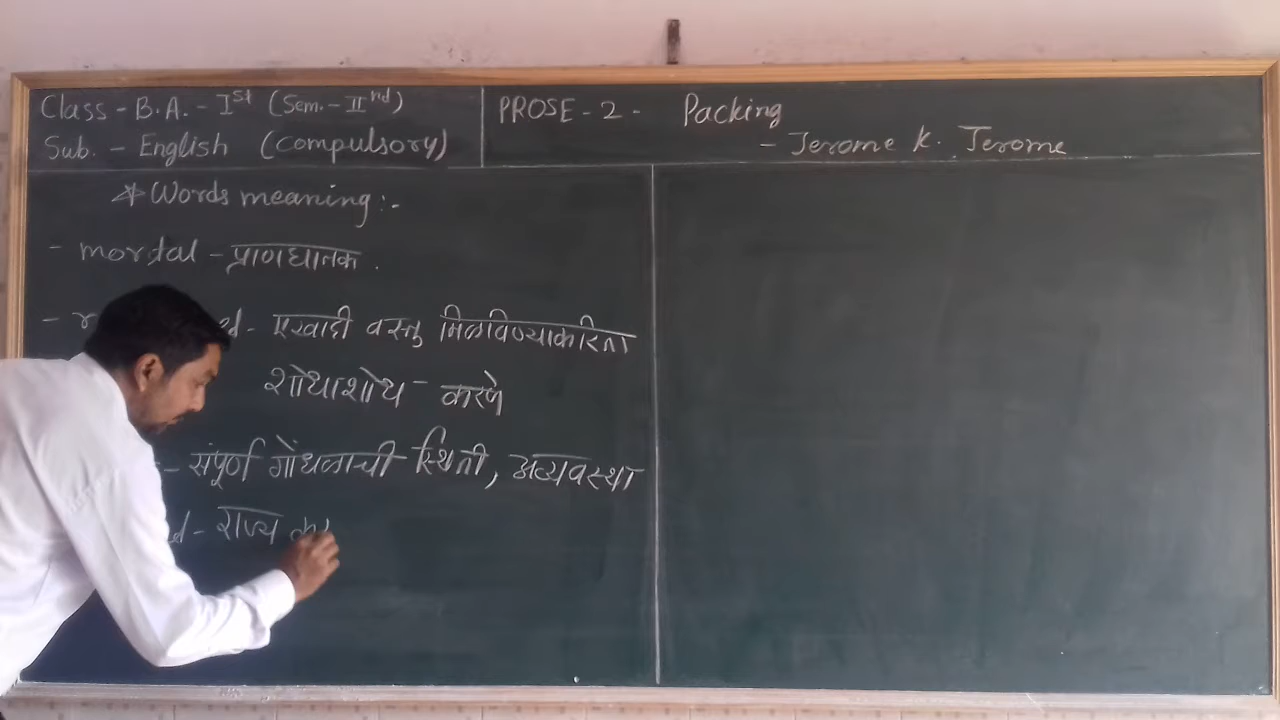 Class - B.A. - Ist (Sem. - IInd)
Sub. - English (compulsory)
PROSE - 2 - Packing
- Jerome K. Jerome
* Words meaning :-
- mortal - प्राणघातक .
- एखादी वस्तु मिळविण्याकरिता
शोधाशोध करणे
- संपूर्ण गोंधळाची स्थिती, अव्यवस्था
- राज्य